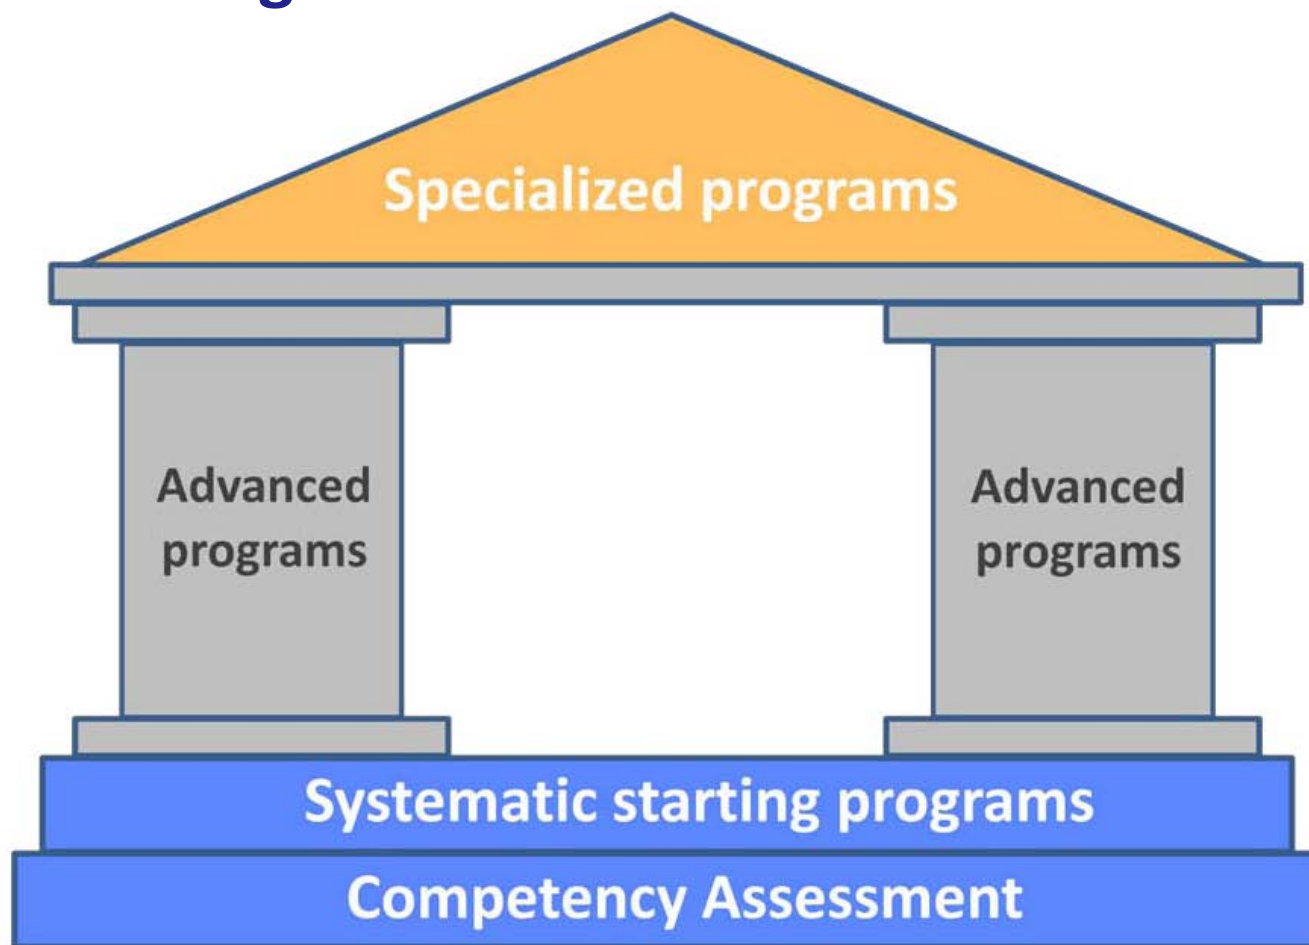 Specialized programs
Advanced
programs
Advanced
programs
Systematic starting programs
Competency Assessment